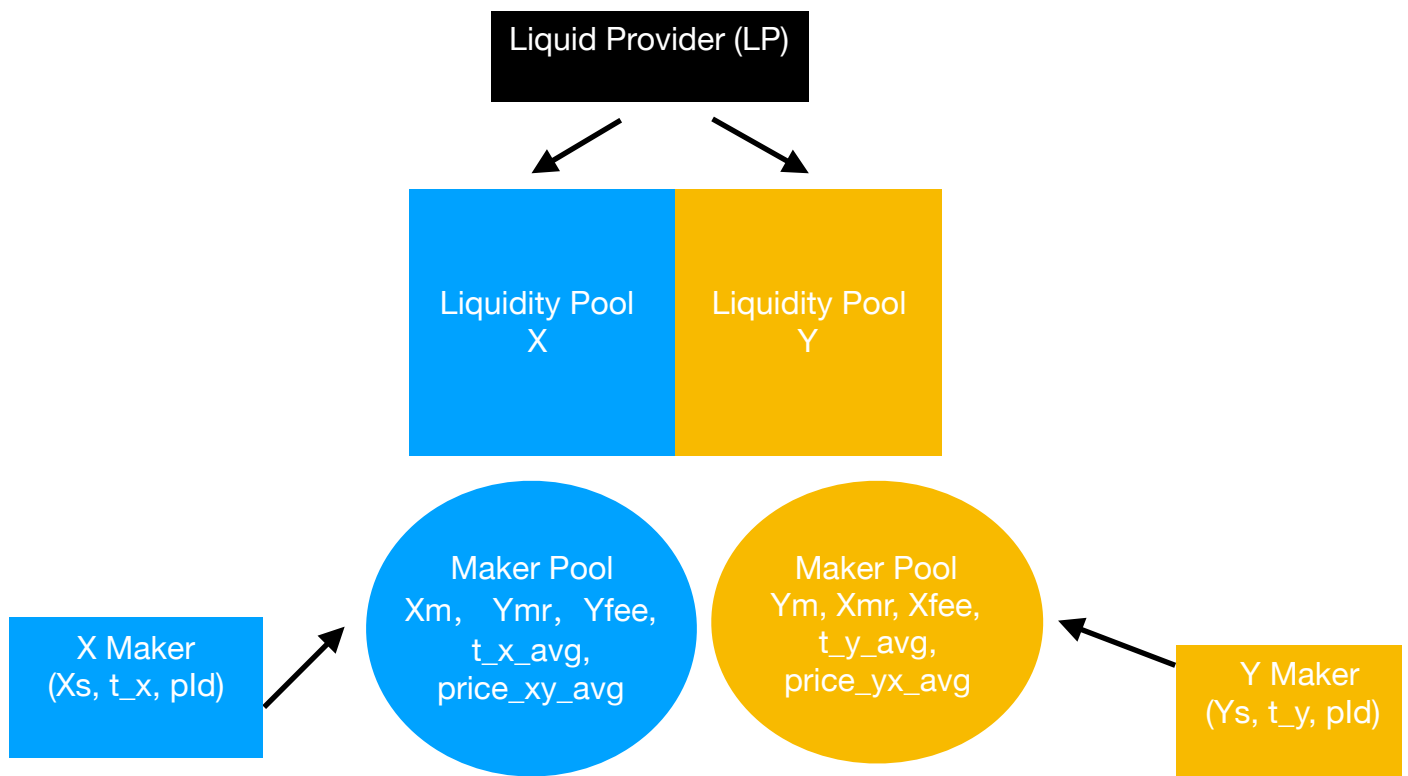 Liquid Provider (LP)
Liquidity Pool
X
Liquidity Pool
Y
Maker Pool
Xm， Ymr，Yfee,
t_x_avg,
price_xy_avg
Maker Pool
Ym, Xmr, Xfee,
t_y_avg,
price_yx_avg
X Maker
(Xs, t_x, pId)
Y Maker
(Ys, t_y, pId)